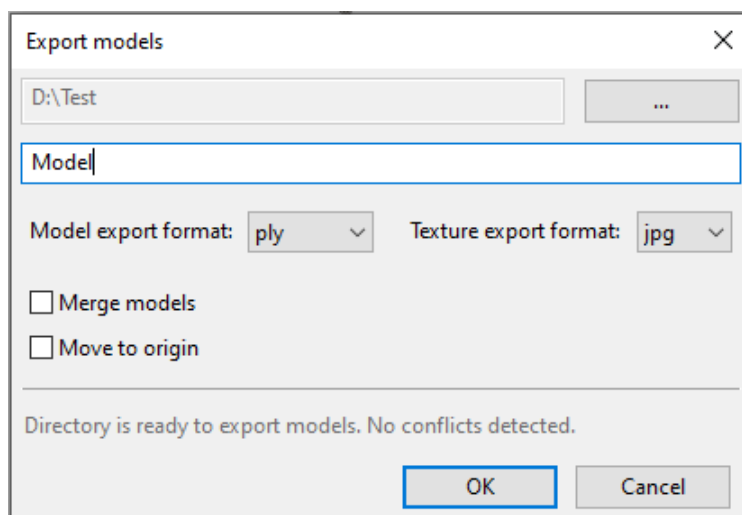 Export models
D:\Test
...
Model
Model export format: ply Texture export format: jpg
Merge models
Move to origin
Directory is ready to export models. No conflicts detected.
OK Cancel